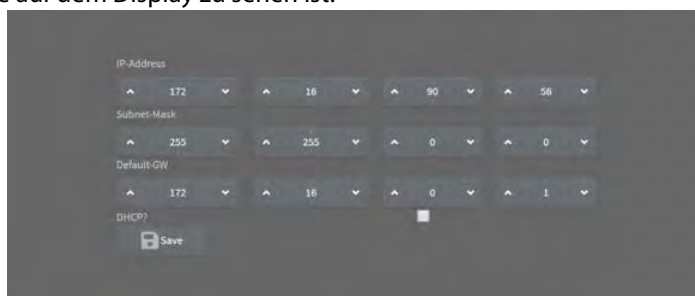 auf dem Display zu sehen ist.
IP-Address
172 16 90 56
Subnet-Mask
255 255 0 0
Default-GW
172 16 0 1
DHCP?
Save